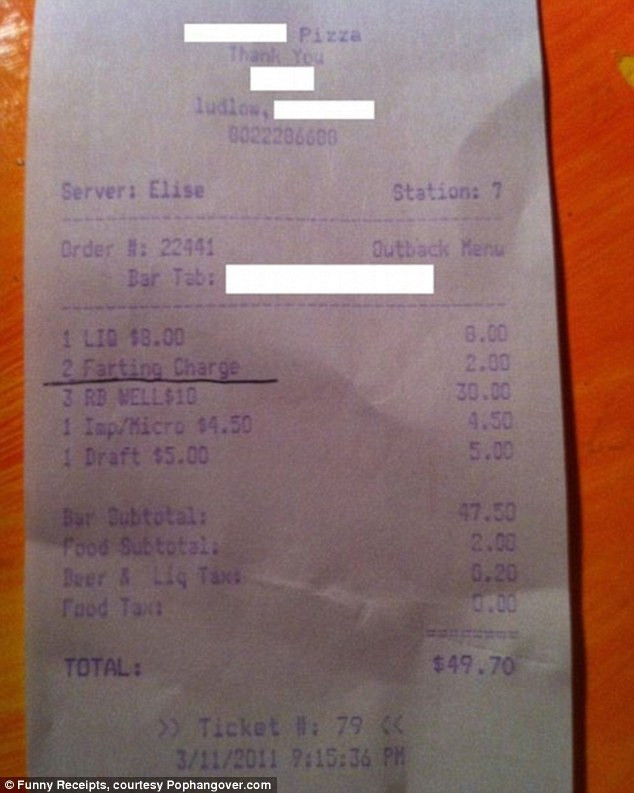 Pizza
Thank You
ludlow,
8022286688
Server: Elise Station: 7
Order #: 22441 Outback Menu
Bar Tab:
1 LIQ $8.00 8.00
2 Farting Charge 2.00
3 RB WELL$10 30.00
1 Imp/Micro $4.50 4.50
1 Draft $5.00 5.00
Bar Subtotal: 47.50
Food Subtotal: 2.00
Beer & Liq Tax: 0.20
Food Tax: 0.00
TOTAL: $49.70
>> Ticket #: 79 <<
3/11/2011 9:15:36 PM
© Funny Receipts, courtesy Pophangover.com